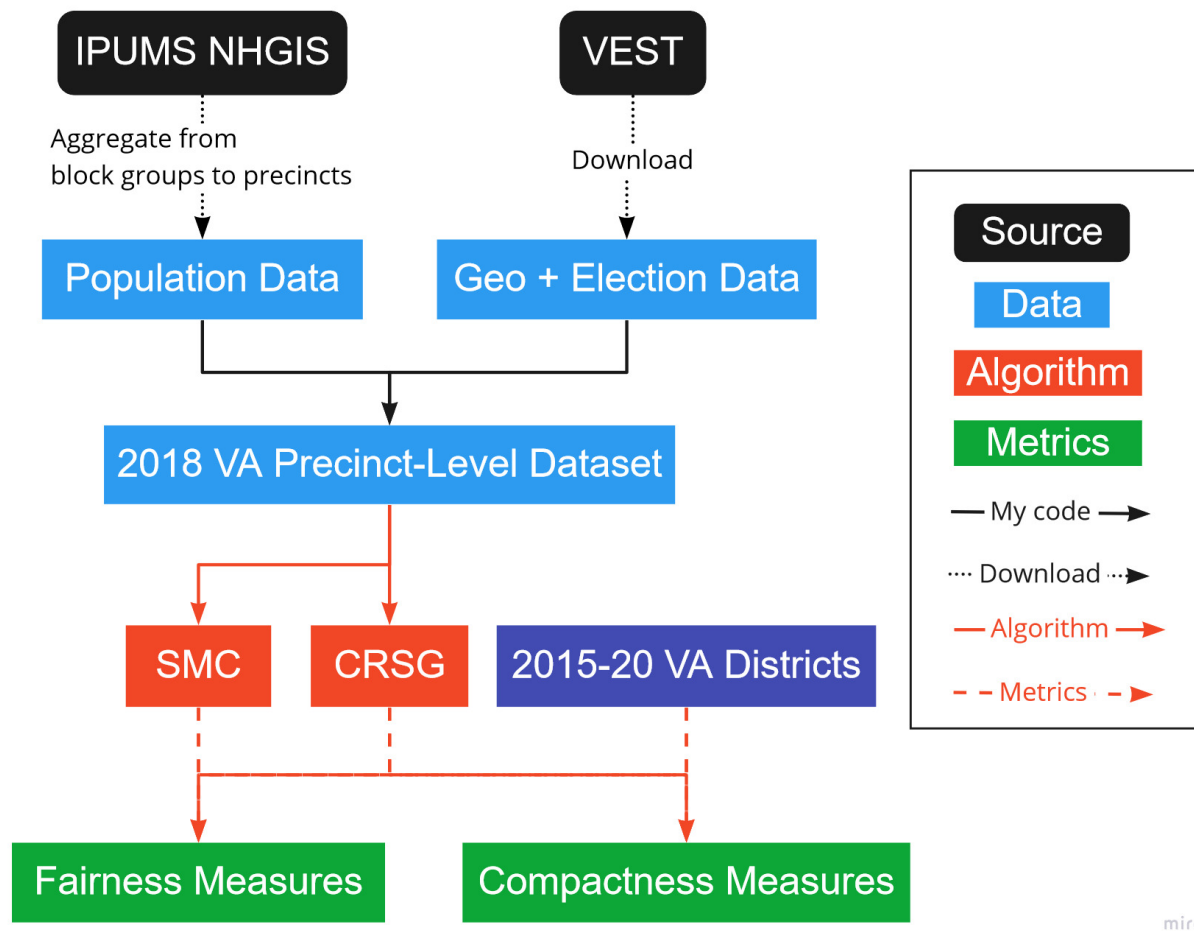 IPUMS NHGIS
VEST
Aggregate from
block groups to precincts
Download
Population Data
Geo + Election Data
2018 VA Precinct-Level Dataset
SMC
CRSG
2015-20 VA Districts
Fairness Measures
Compactness Measures
Source
Data
Algorithm
Metrics
My code
Download
Algorithm
Metrics
mir